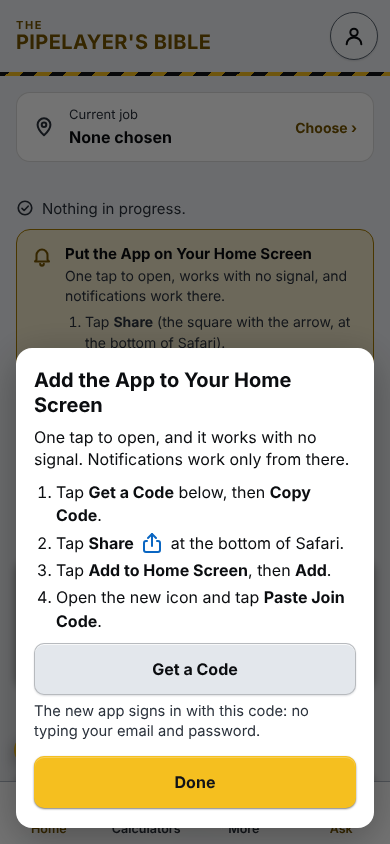 THE
PIPELAYER'S BIBLE
Current job
None chosen
Choose ›
Nothing in progress.
Put the App on Your Home Screen
One tap to open, works with no signal, and
notifications work there.
1. Tap Share (the square with the arrow, at
the bottom of Safari).
Add the App to Your Home
Screen
One tap to open, and it works with no
signal. Notifications work only from there.
1. Tap Get a Code below, then Copy
Code.
2. Tap Share at the bottom of Safari.
3. Tap Add to Home Screen, then Add.
4. Open the new icon and tap Paste Join
Code.
Get a Code
The new app signs in with this code: no
typing your email and password.
Done
Home
Calculators
More
Ask